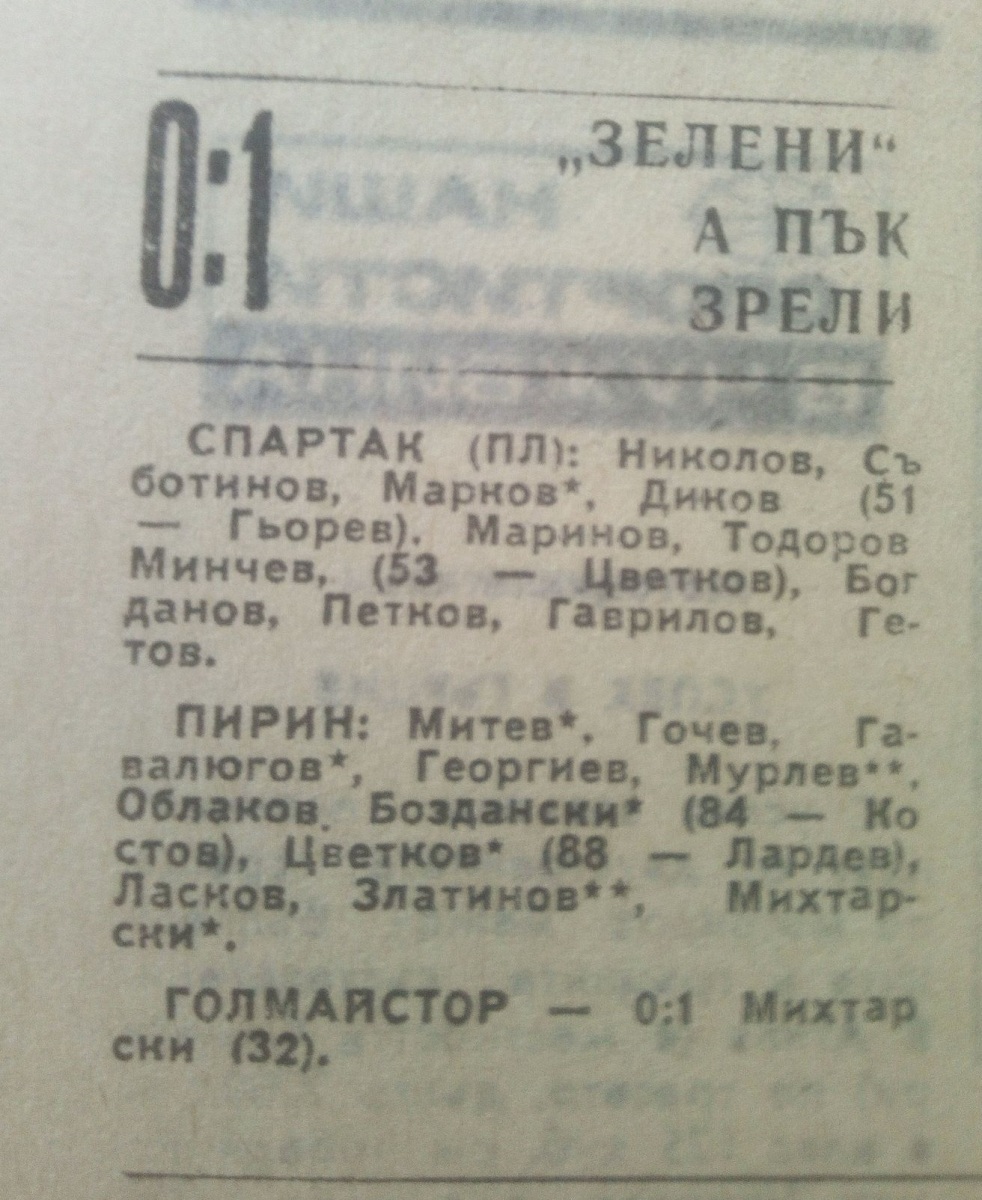 0:1
„ЗЕЛЕНИ“
А ПЪК
ЗРЕЛИ
СПАРТАК (ПЛ): Николов, Съ
ботинов, Марков*, Диков (51
— Гьорев), Маринов, Тодоров
Минчев, (53 — Цветков), Бог
данов, Петков, Гаврилов, Ге-
тов.
ПИРИН: Митев*, Гочев, Га-
валюгов*, Георгиев, Мурлев**,
Облаков, Боздански* (84 — Ко
стов), Цветков* (88 — Лардев),
Ласков, Златинов**, Михтар-
ски*.
ГОЛМАЙСТОР — 0:1 Михтар
ски (32).